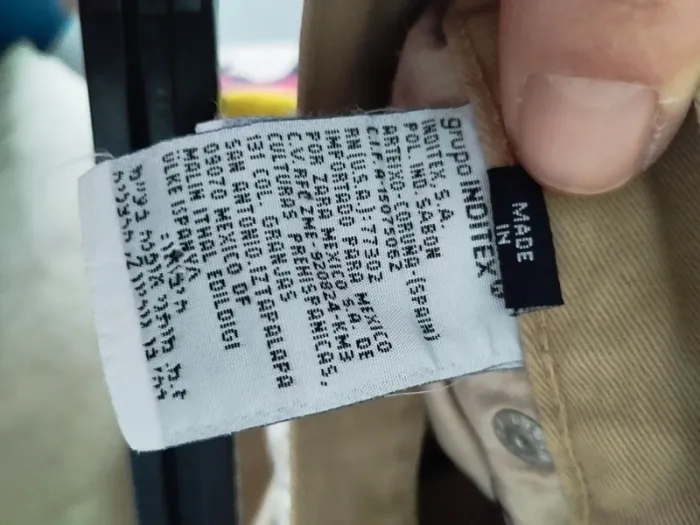 grupo INDITEX
INDITEX S.A.
POL.IND.SABON
ARTEIXO-CORUÑA-(SPAIN)
C.I.F.A-15075062
RN(U.S.A.):77302
IMPORTADO PARA MEXICO
POR ZARA MEXICO S.A. DE
C.V. RFC ZME-920824-KM3
CULTURAS PREHISPANICAS,
131 COL. GRANJAS
SAN ANTONIO IZTAPALAPA
09070 MEXICO DF
MALIN ITHAL EDILDIGI
ULKE ISPANYA
MADE
IN